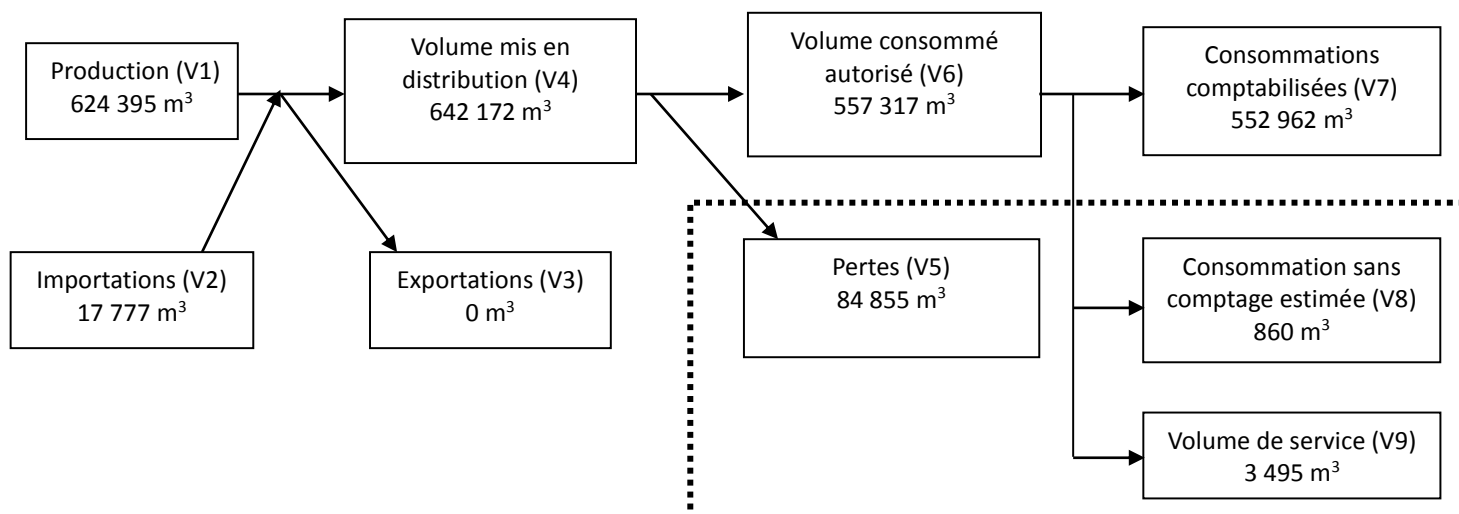 Production (V1)
624 395 m³
Volume mis en
distribution (V4)
642 172 m³
Volume consommé
autorisé (V6)
557 317 m³
Consommations
comptabilisées (V7)
552 962 m³
Importations (V2)
17 777 m³
Exportations (V3)
0 m³
Pertes (V5)
84 855 m³
Consommation sans
comptage estimée (V8)
860 m³
Volume de service (V9)
3 495 m³